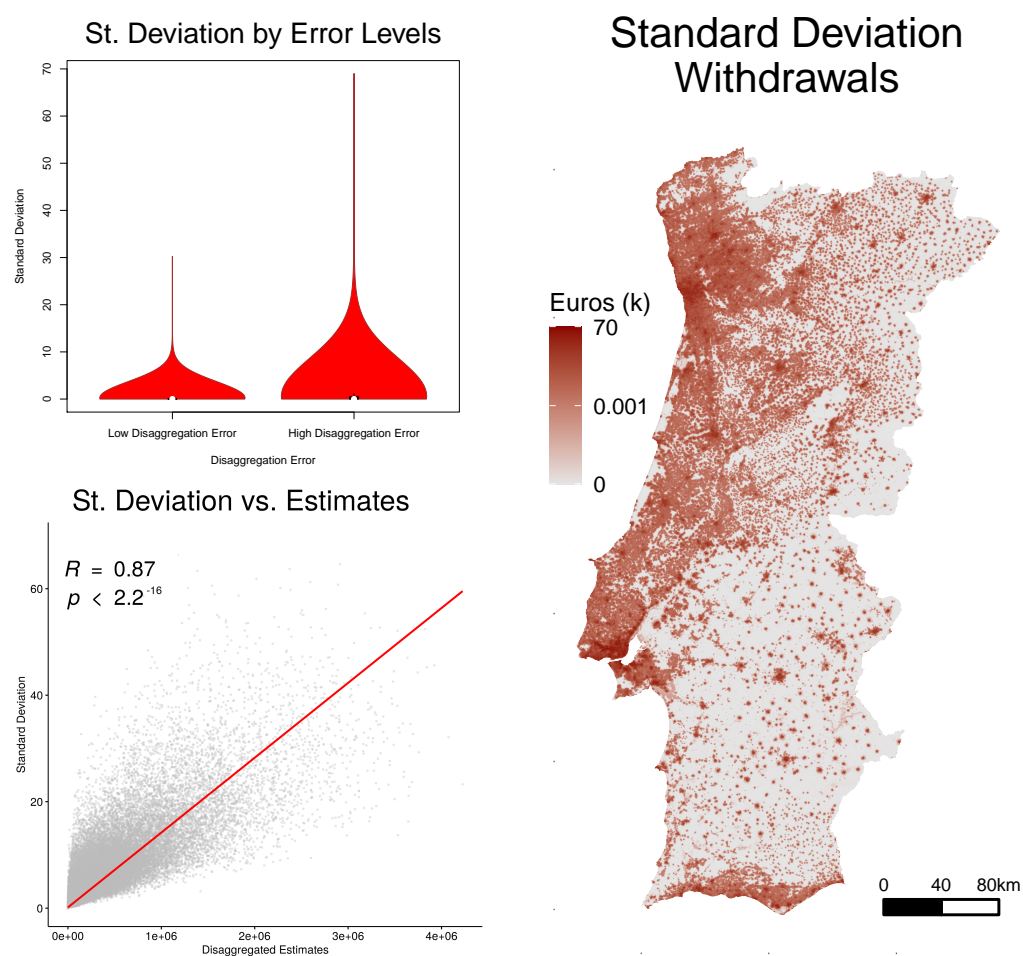 St. Deviation by Error Levels
70
60
50
40
30
20
10
0
Standard Deviation
Low Disaggregation Error
High Disaggregation Error
Disaggregation Error
St. Deviation vs. Estimates
R = 0.87
p < 2.2-16
60
40
20
0
Standard Deviation
0e+00
1e+06
2e+06
3e+06
4e+06
Disaggregated Estimates
Standard Deviation
Withdrawals
Euros (k)
70
0.001
0
0 40 80km